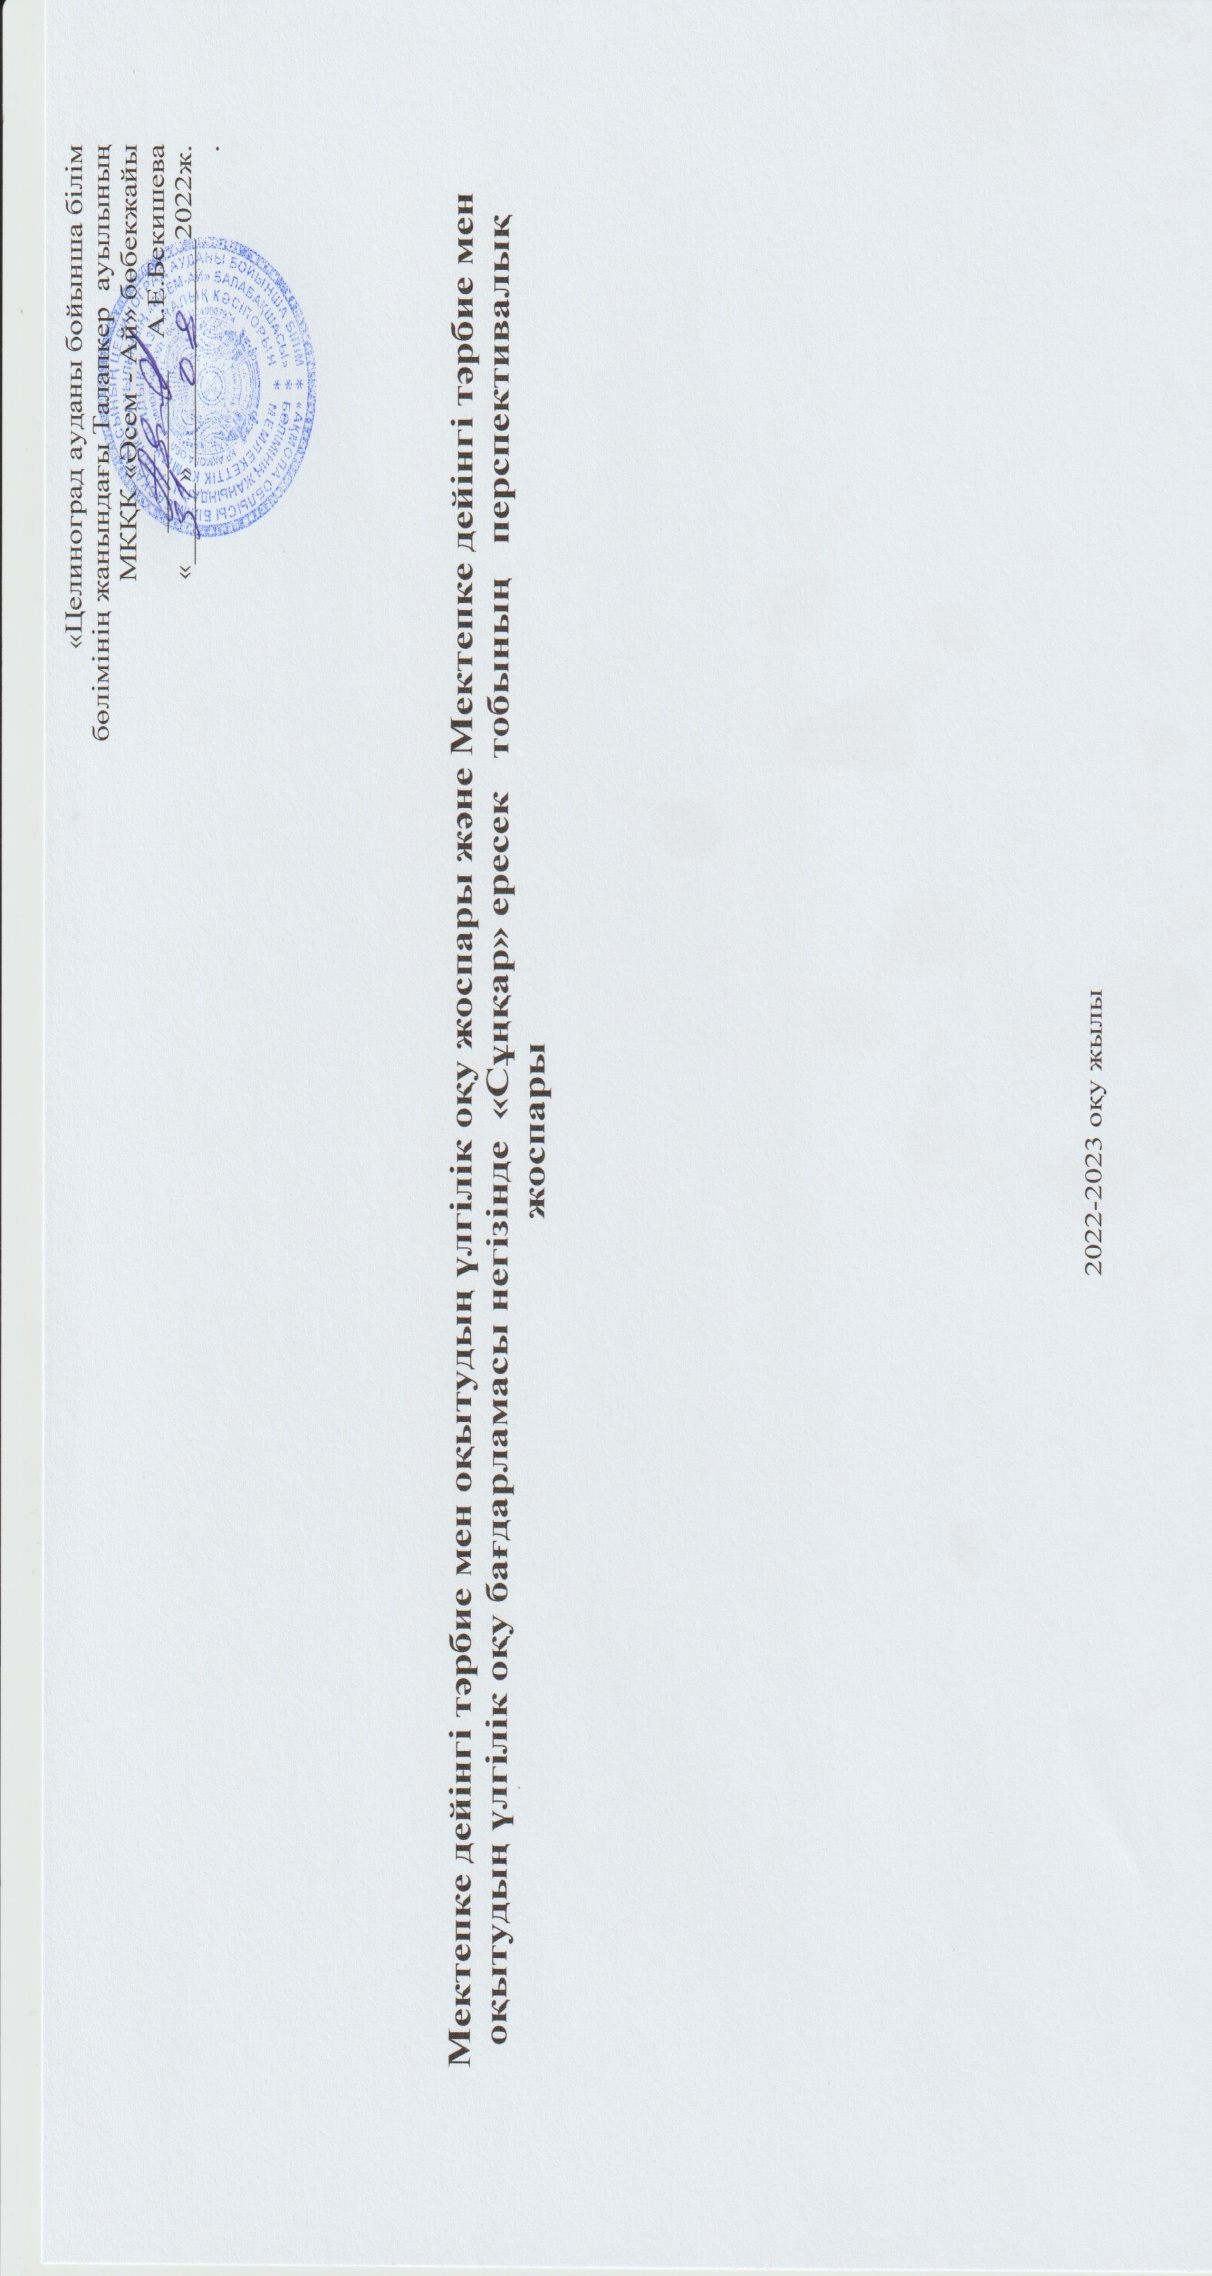 «Целиноград ауданы бойынша білім
бөлімінің жанындағы Талапкер ауылының
МКҚК «Әсем - Ай» бөбекжайы
А.Е.Бекишева
« » 08 2022ж.
.
Мектепке дейінгі тәрбие мен оқытудың үлгілік оқу жоспары және Мектепке дейінгі тәрбие мен
оқытудың үлгілік оқу бағдарламасы негізінде «Сұңқар» ересек тобының перспективалық
жоспары
2022-2023 оқу жылы